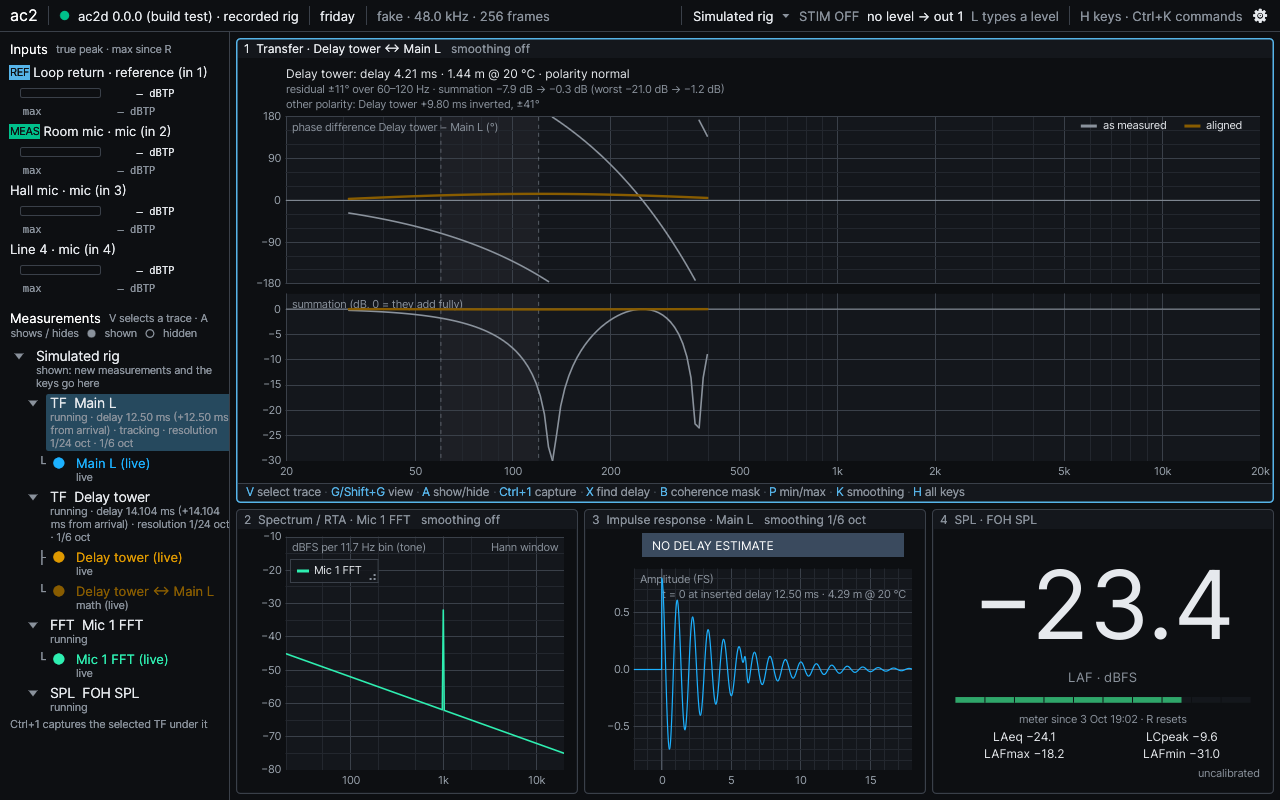 ac2 ac2d 0.0.0 (build test) · recorded rig friday fake · 48.0 kHz · 256 frames Simulated rig STIM OFF no level → out 1 L types a level H keys · Ctrl+K commands
Inputs true peak · max since R
REF Loop return · reference (in 1)
– dBTP
max – dBTP
MEAS Room mic · mic (in 2)
– dBTP
max – dBTP
Hall mic · mic (in 3)
– dBTP
max – dBTP
Line 4 · mic (in 4)
– dBTP
max – dBTP
Measurements V selects a trace · A
shows / hides shown hidden
Simulated rig
shown: new measurements and the
keys go here
TF Main L
running · delay 12.50 ms (+12.50 ms
from arrival) · tracking · resolution
1/24 oct · 1/6 oct
Main L (live)
live
TF Delay tower
running · delay 14.104 ms (+14.104
ms from arrival) · resolution 1/24 oct
· 1/6 oct
Delay tower (live)
live
Delay tower ↔ Main L
math (live)
FFT Mic 1 FFT
running
Mic 1 FFT (live)
live
SPL FOH SPL
running
Ctrl+1 captures the selected TF under it
1 Transfer · Delay tower ↔ Main L smoothing off
Delay tower: delay 4.21 ms · 1.44 m @ 20 °C · polarity normal
residual ±11° over 60–120 Hz · summation −7.9 dB → −0.3 dB (worst −21.0 dB → −1.2 dB)
other polarity: Delay tower +9.80 ms inverted, ±41°
phase difference Delay tower – Main L (°)
as measured aligned
180
90
0
−90
−180
summation (dB, 0 = they add fully)
0
−5
−10
−15
−20
−25
−30
20 50 100 200 500 1k 2k 5k 10k 20k
V select trace · G/Shift+G view · A show/hide · Ctrl+1 capture · X find delay · B coherence mask · P min/max · K smoothing · H all keys
2 Spectrum / RTA · Mic 1 FFT smoothing off
dBFS per 11.7 Hz bin (tone) Hann window
Mic 1 FFT
−10
−20
−30
−40
−50
−60
−70
−80
100 1k 10k
3 Impulse response · Main L smoothing 1/6 oct
NO DELAY ESTIMATE
Amplitude (FS)
t = 0 at inserted delay 12.50 ms · 4.29 m @ 20 °C
0.5
0.0
−0.5
0 5 10 15
4 SPL · FOH SPL
−23.4
LAF · dBFS
meter since 3 Oct 19:02 · R resets
LAeq −24.1 LCpeak −9.6
LAFmax −18.2 LAFmin −31.0
uncalibrated